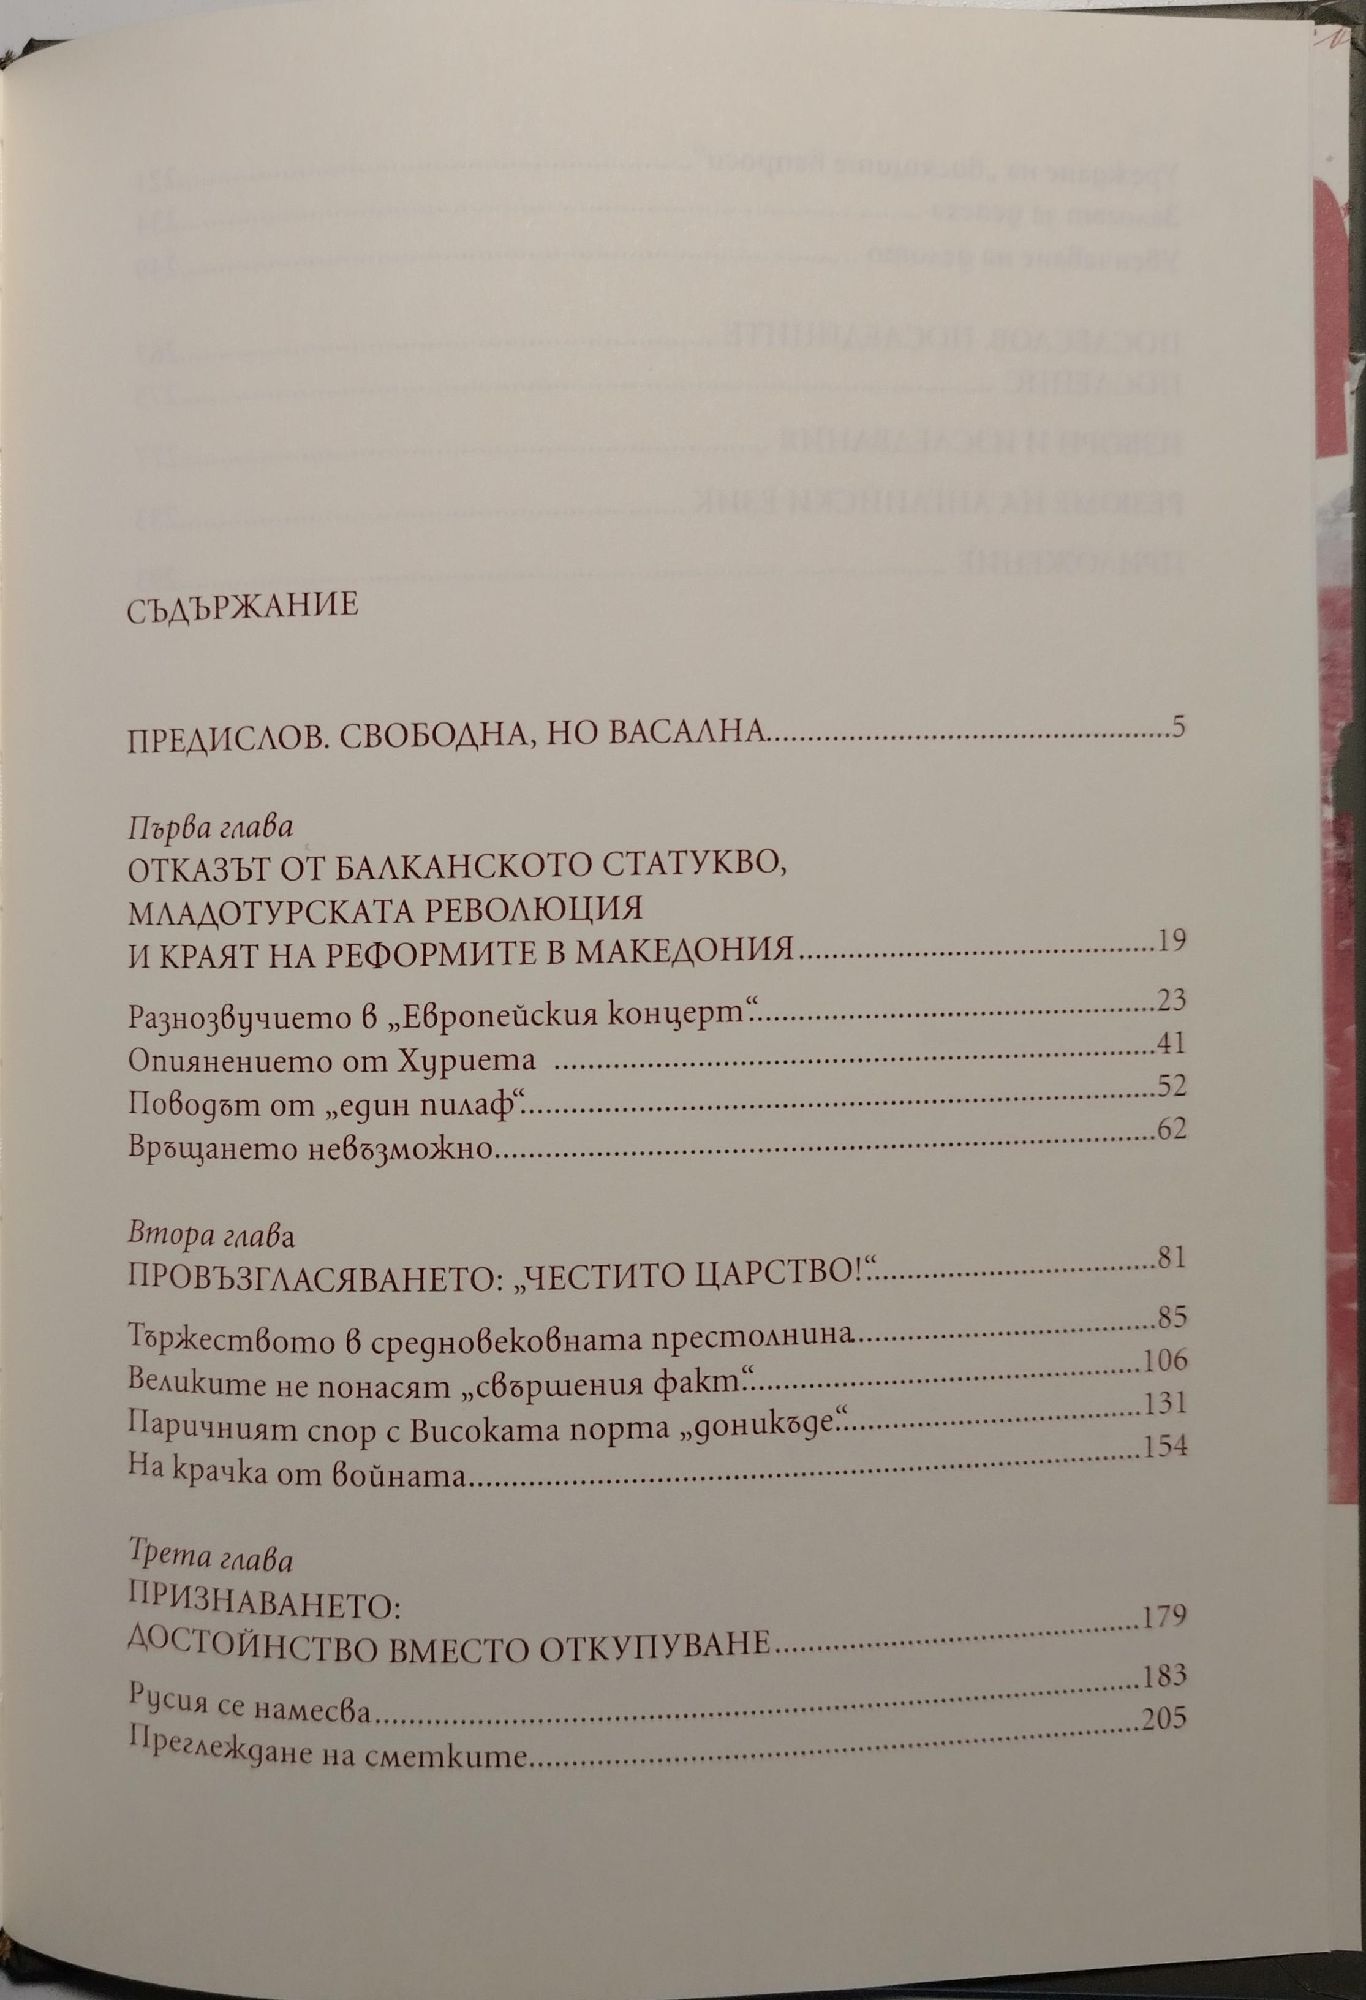 СЪДЪРЖАНИЕ
ПРЕДИСЛОВ. СВОБОДНА, НО ВАСАЛНА..........5
Първа глава
ОТКАЗЪТ ОТ БАЛКАНСКОТО СТАТУКВО,
МЛАДОТУРСКАТА РЕВОЛЮЦИЯ
И КРАЯТ НА РЕФОРМИТЕ В МАКЕДОНИЯ..........19
Разнозвучието в „Европейския концерт“..........23
Опиянението от Хуриета ..........41
Поводът от „един пилаф“..........52
Връщането невъзможно..........62
Втора глава
ПРОВЪЗГЛАСЯВАНЕТО: „ЧЕСТИТО ЦАРСТВО!“..........81
Тържеството в средновековната престолнина..........85
Великите не понасят „свършения факт“..........106
Паричният спор с Високата порта „доникъде“..........131
На крачка от войната..........154
Трета глава
ПРИЗНАВАНЕТО:
ДОСТОЙНСТВО ВМЕСТО ОТКУПУВАНЕ..........179
Русия се намесва..........183
Преглеждане на сметките..........205